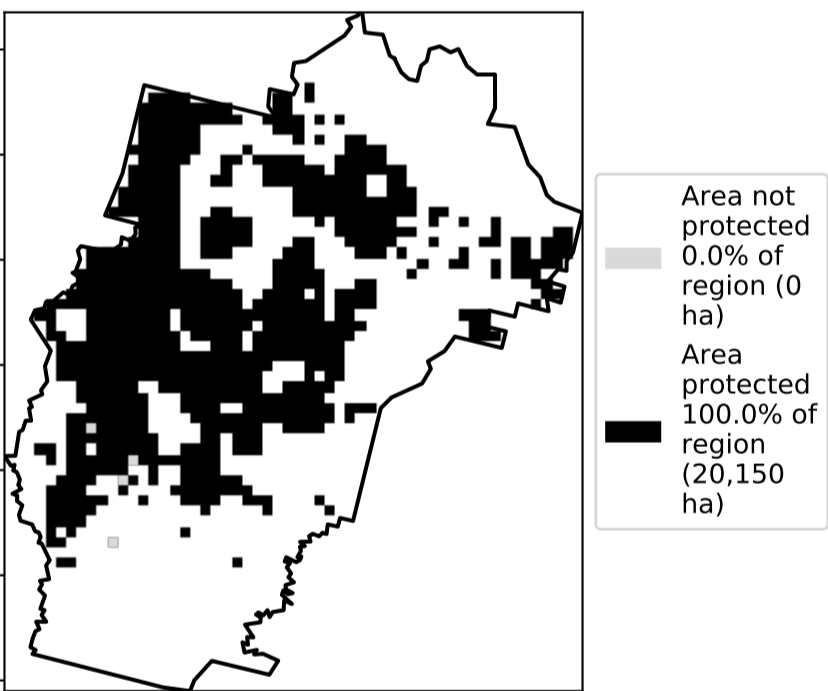 Area not
protected
0.0% of
region (0
ha)
Area
protected
100.0% of
region
(20,150
ha)